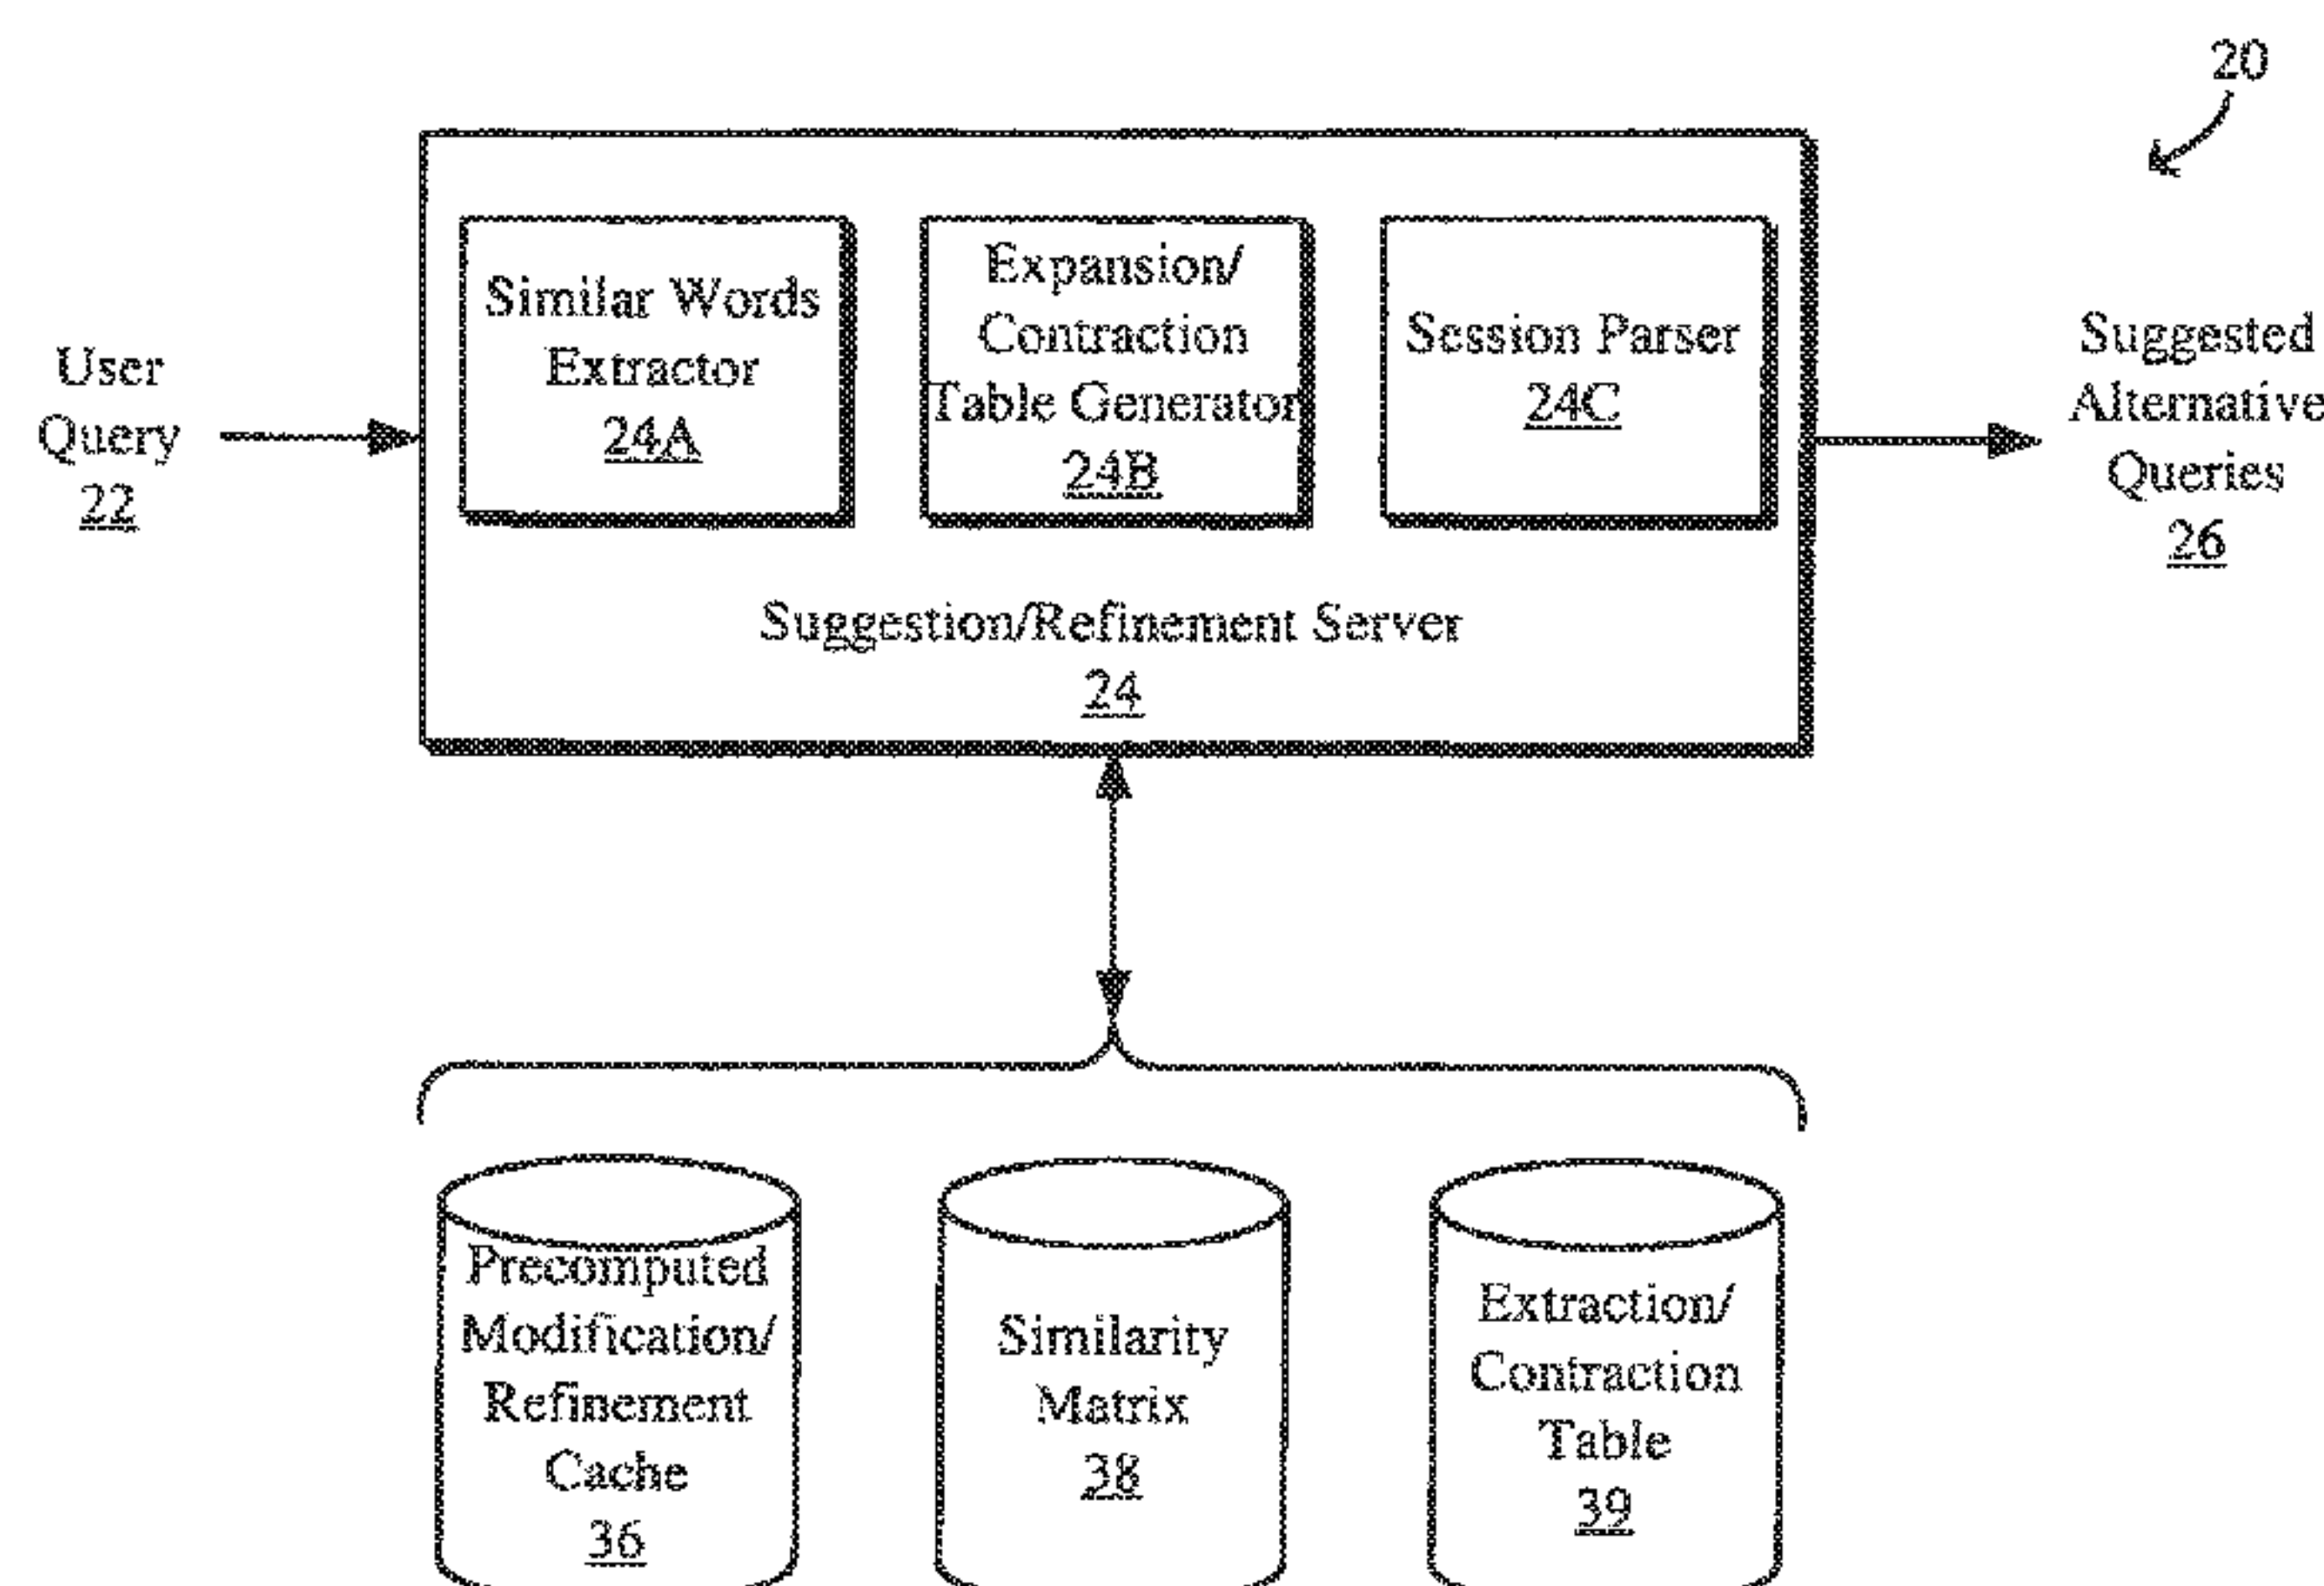 20
User
Query
22
Similar Words
Extractor
24A
Expansion/
Contraction
Table Generator
24B
Session Parser
24C
Suggestion/Refinement Server
24
Suggested
Alternative
Queries
26
Precomputed
Modification/
Refinement
Cache
36
Similarity
Matrix
38
Extraction/
Contraction
Table
39